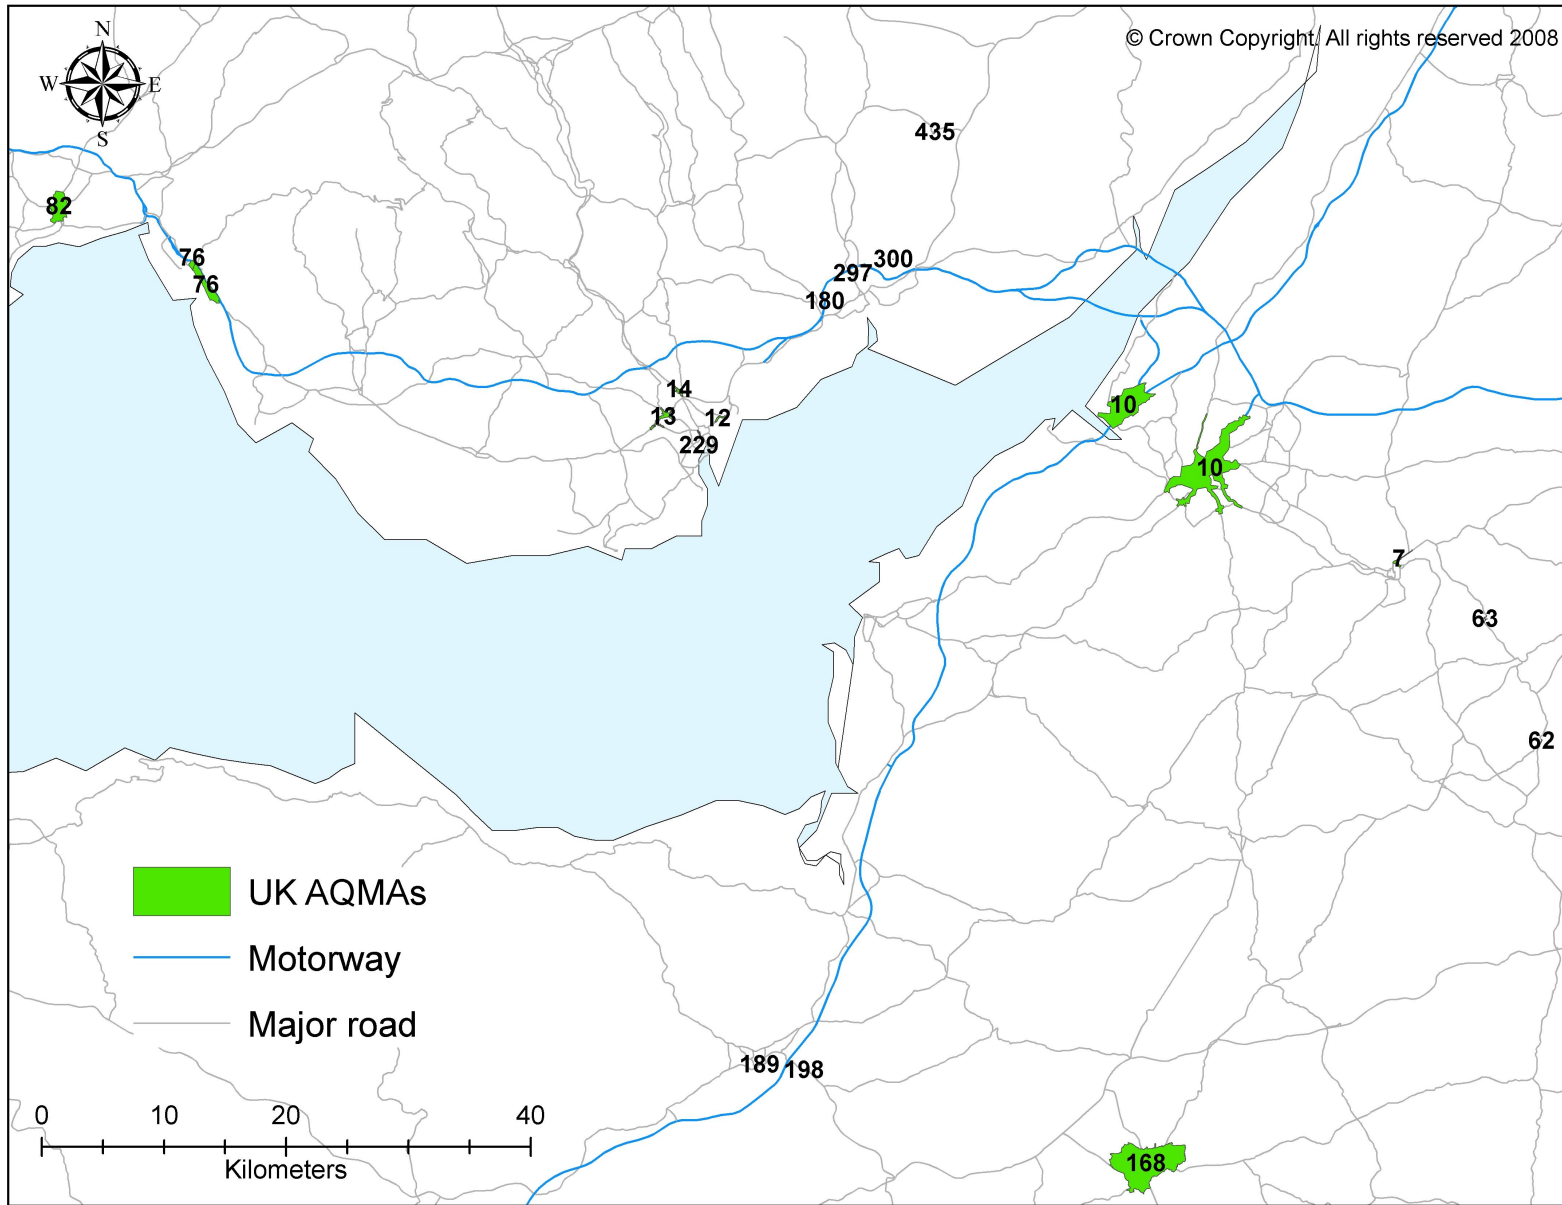 N
© Crown Copyright. All rights reserved 2008
W E
S
435
82
76
300
297
76
180
14
10
13 12
229
10
7
63
62
UK AQMAs
Motorway
Major road
189 198
0 10 20 40
Kilometers
168